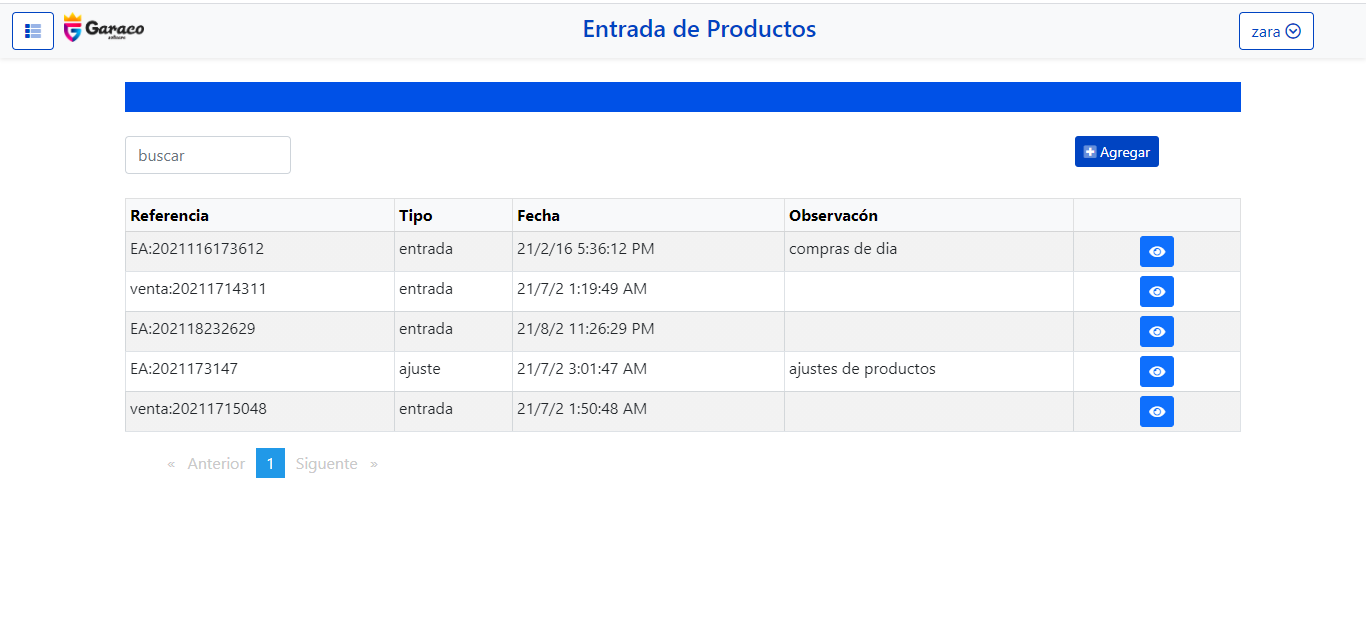 Garaco
software
Entrada de Productos
zara
buscar
Agregar
Referencia Tipo Fecha Observacón
EA:2021116173612 entrada 21/2/16 5:36:12 PM compras de dia
venta:20211714311 entrada 21/7/2 1:19:49 AM
EA:202118232629 entrada 21/8/2 11:26:29 PM
EA:2021173147 ajuste 21/7/2 3:01:47 AM ajustes de productos
venta:20211715048 entrada 21/7/2 1:50:48 AM
« Anterior 1 Siguente »